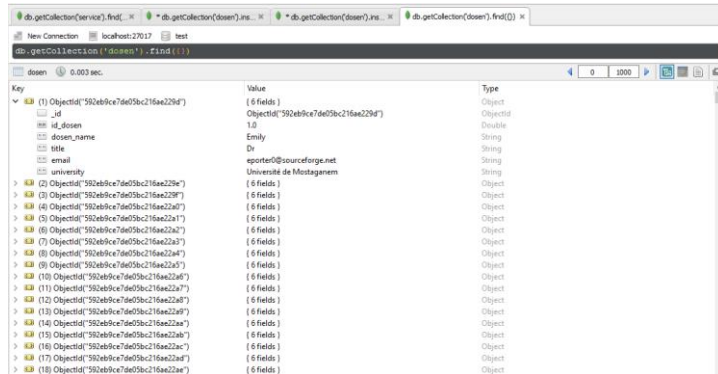 db.getCollection('service').find(... * db.getCollection('dosen').ins... * db.getCollection('dosen').ins... db.getCollection('dosen').find({})
New Connection localhost:27017 test
db.getCollection('dosen').find({})
dosen 0.003 sec. 0 1000
Key Value Type
(1) ObjectId("592eb9ce7de05bc216ae229d") { 6 fields } Object
_id ObjectId("592eb9ce7de05bc216ae229d") ObjectId
id_dosen 1.0 Double
dosen_name Emily String
title Dr String
email eporter0@sourceforge.net String
university Université de Mostaganem String
(2) ObjectId("592eb9ce7de05bc216ae229e") { 6 fields } Object
(3) ObjectId("592eb9ce7de05bc216ae229f") { 6 fields } Object
(4) ObjectId("592eb9ce7de05bc216ae22a0") { 6 fields } Object
(5) ObjectId("592eb9ce7de05bc216ae22a1") { 6 fields } Object
(6) ObjectId("592eb9ce7de05bc216ae22a2") { 6 fields } Object
(7) ObjectId("592eb9ce7de05bc216ae22a3") { 6 fields } Object
(8) ObjectId("592eb9ce7de05bc216ae22a4") { 6 fields } Object
(9) ObjectId("592eb9ce7de05bc216ae22a5") { 6 fields } Object
(10) ObjectId("592eb9ce7de05bc216ae22a6") { 6 fields } Object
(11) ObjectId("592eb9ce7de05bc216ae22a7") { 6 fields } Object
(12) ObjectId("592eb9ce7de05bc216ae22a8") { 6 fields } Object
(13) ObjectId("592eb9ce7de05bc216ae22a9") { 6 fields } Object
(14) ObjectId("592eb9ce7de05bc216ae22aa") { 6 fields } Object
(15) ObjectId("592eb9ce7de05bc216ae22ab") { 6 fields } Object
(16) ObjectId("592eb9ce7de05bc216ae22ac") { 6 fields } Object
(17) ObjectId("592eb9ce7de05bc216ae22ad") { 6 fields } Object
(18) ObjectId("592eb9ce7de05bc216ae22ae") { 6 fields } Object